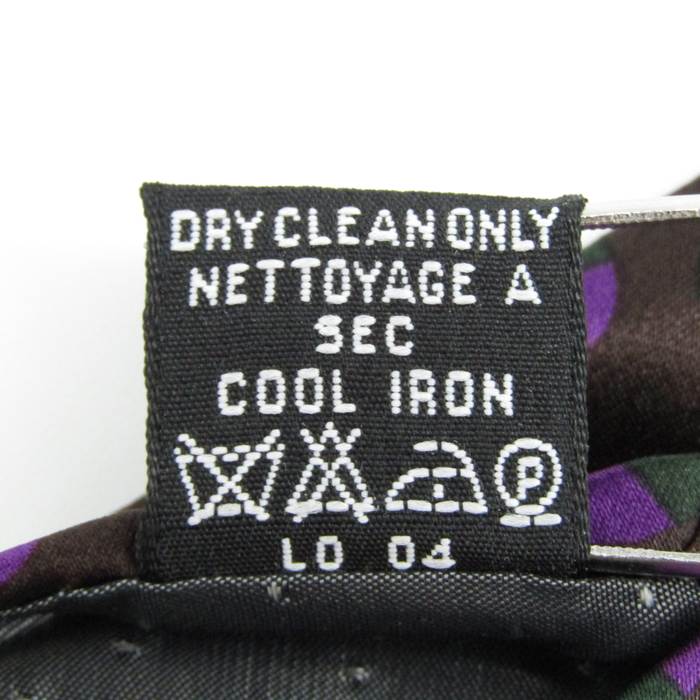 DRY CLEAN ONLY
NETTOYAGE A
SEC
COOL IRON
P
LO 04